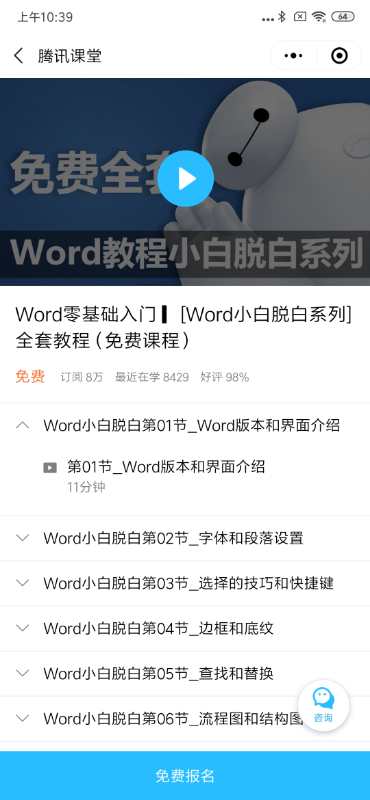 上午10:39
64
腾讯课堂
免费全套
Word教程小白脱白系列
Word零基础入门 ▎[Word小白脱白系列]
全套教程（免费课程）
免费 订阅 8万 最近在学 8429 好评 98%
Word小白脱白第01节_Word版本和界面介绍
第01节_Word版本和界面介绍
11分钟
Word小白脱白第02节_字体和段落设置
Word小白脱白第03节_选择的技巧和快捷键
Word小白脱白第04节_边框和底纹
Word小白脱白第05节_查找和替换
Word小白脱白第06节_流程图和结构图
咨询
免费报名